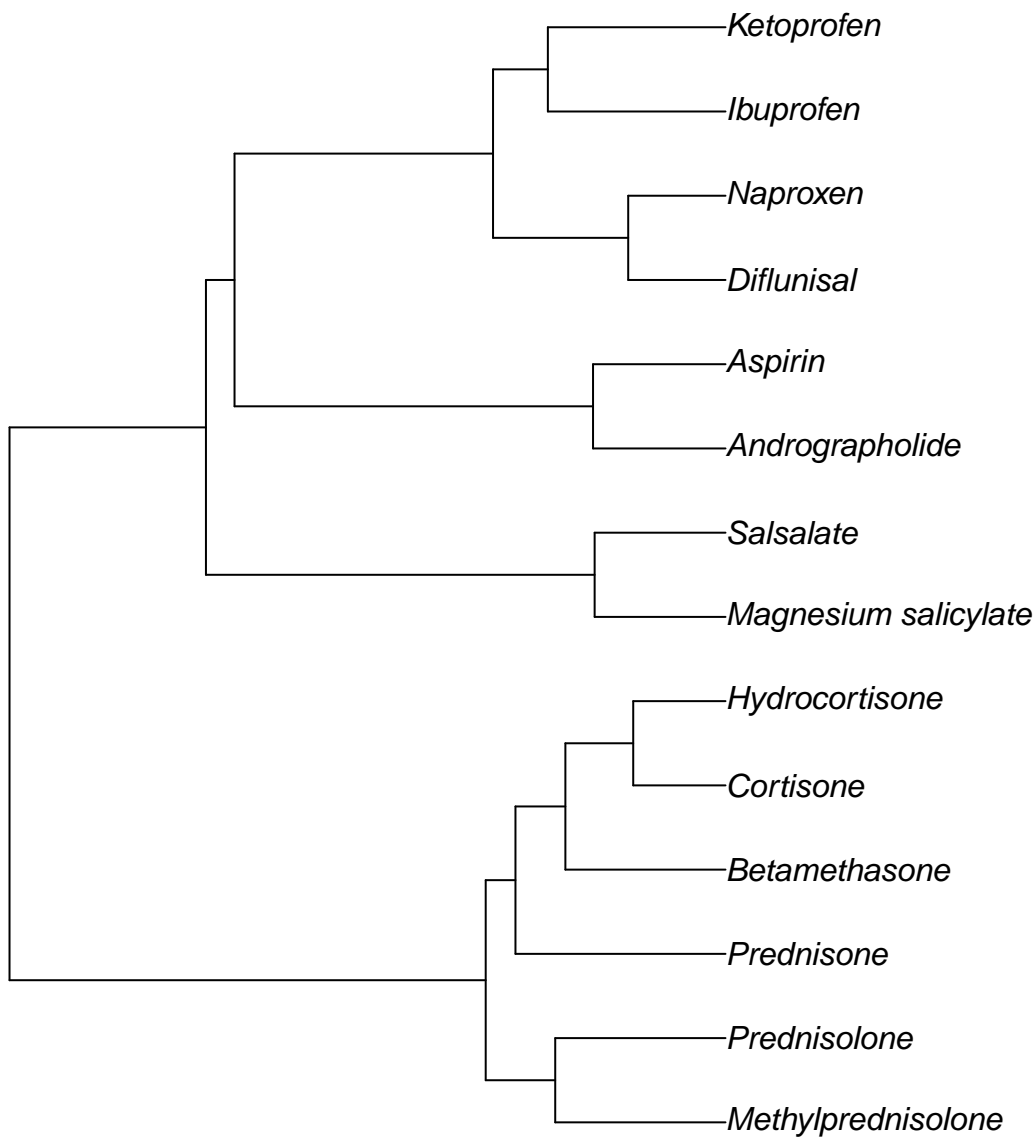 Ketoprofen
Ibuprofen
Naproxen
Diflunisal
Aspirin
Andrographolide
Salsalate
Magnesium salicylate
Hydrocortisone
Cortisone
Betamethasone
Prednisone
Prednisolone
Methylprednisolone